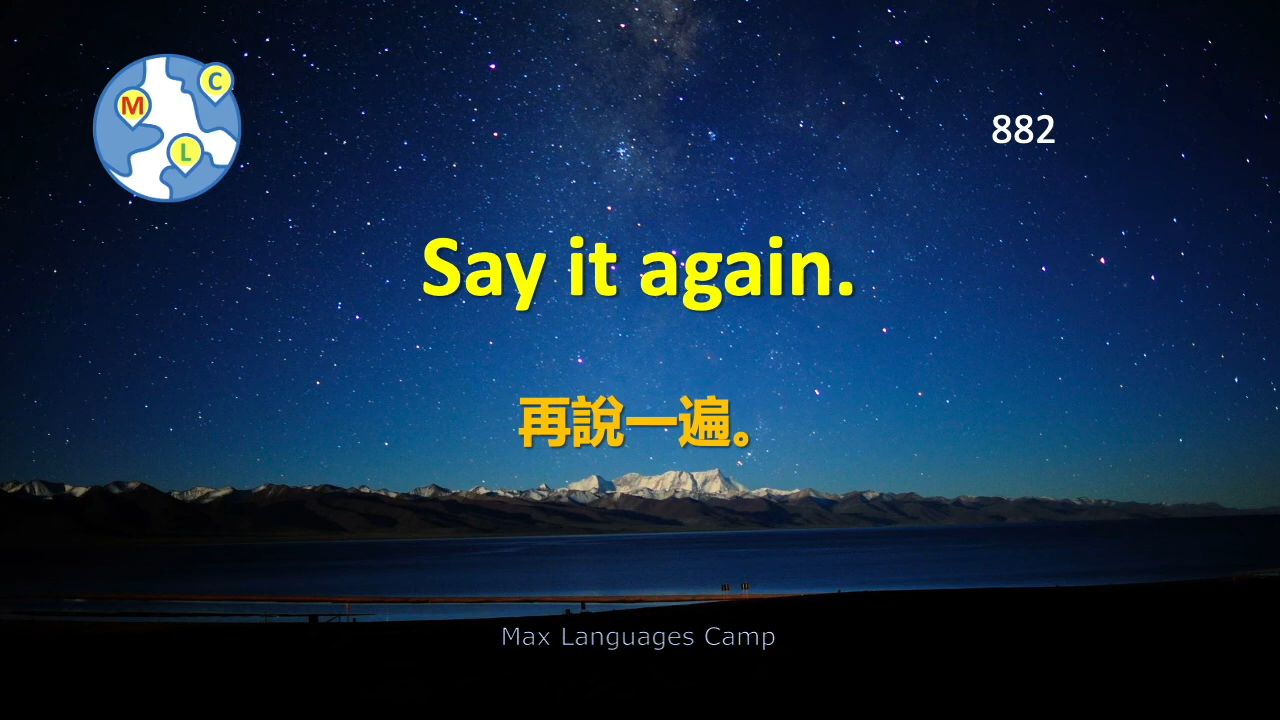 M
C
L
882
Say it again.
再說一遍。
Max Languages Camp